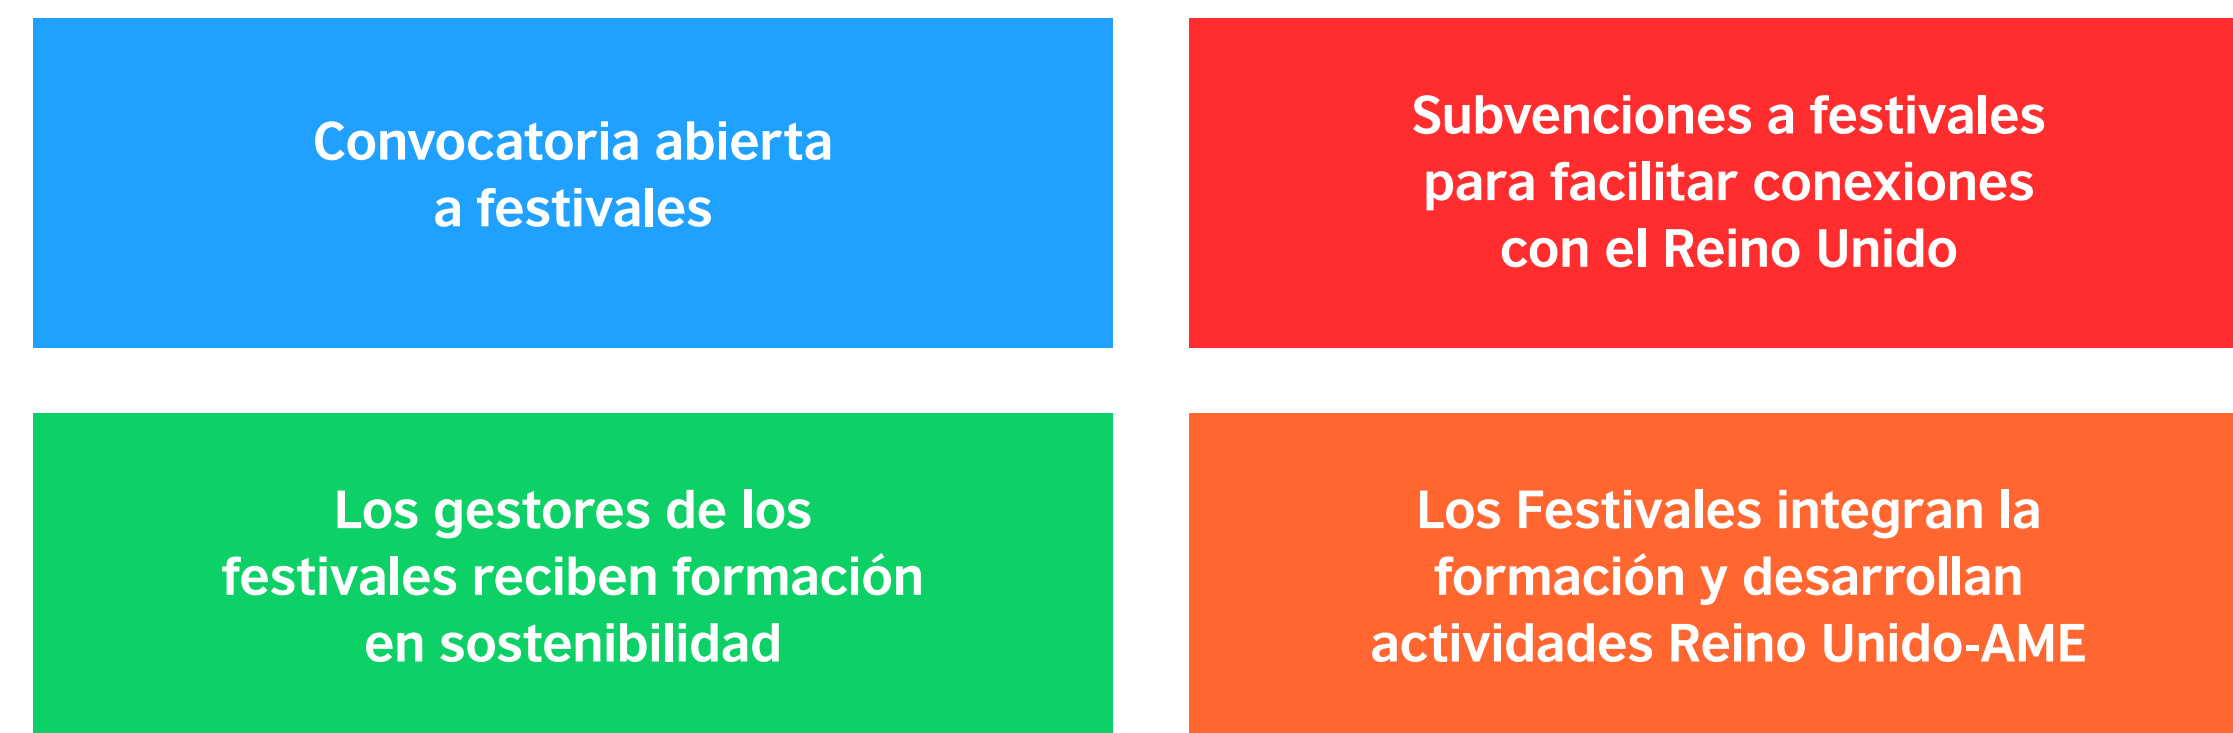 Convocatoria abierta
a festivales
Subvenciones a festivales
para facilitar conexiones
con el Reino Unido
Los gestores de los
festivales reciben formación
en sostenibilidad
Los Festivales integran la
formación y desarrollan
actividades Reino Unido-AME